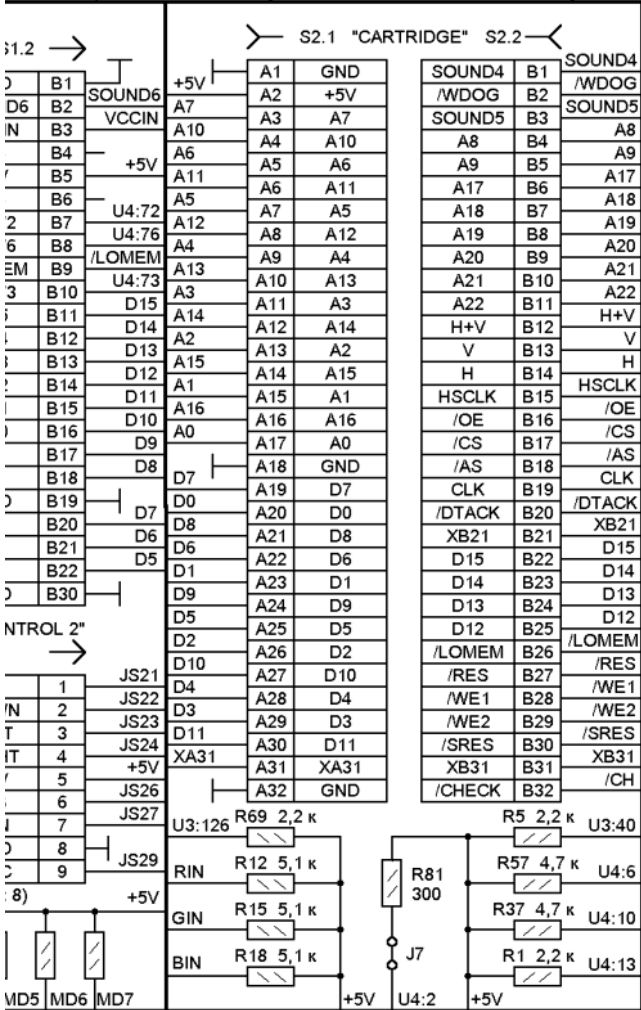 S1.2
S2.1 "CARTRIDGE" S2.2
B1
D6 B2 SOUND6
IN B3 VCCIN
B4
B5 +5V
B6
B7 U4:72
B8 U4:76
EM B9 /LOMEM
B10 U4:73
B11 D15
B12 D14
B13 D13
B14 D12
B15 D11
B16 D10
B17 D9
B18 D8
B19
B20 D7
B21 D6
B22 D5
B30
NTROL 2"
1 JS21
/N 2 JS22
T 3 JS23
HT 4 JS24
5 +5V
6 JS26
7 JS27
8
9 JS29
8) +5V
MD5 MD6 MD7
A1 GND
+5V A2 +5V
A7 A3 A7
A10 A4 A10
A6 A5 A6
A11 A6 A11
A5 A7 A5
A12 A8 A12
A4 A9 A4
A13 A10 A13
A3 A11 A3
A14 A12 A14
A2 A13 A2
A15 A14 A15
A1 A15 A1
A16 A16 A16
A0 A17 A0
A18 GND
D7 A19 D7
D0 A20 D0
D8 A21 D8
D6 A22 D6
D1 A23 D1
D9 A24 D9
D5 A25 D5
D2 A26 D2
D10 A27 D10
D4 A28 D4
D3 A29 D3
D11 A30 D11
XA31 A31 XA31
A32 GND
SOUND4 B1 SOUND4
/WDOG B2 /WDOG
SOUND5 B3 SOUND5
A8 B4 A8
A9 B5 A9
A17 B6 A17
A18 B7 A18
A19 B8 A19
A20 B9 A20
A21 B10 A21
A22 B11 A22
H+V B12 H+V
V B13 V
H B14 H
HSCLK B15 HSCLK
/OE B16 /OE
/CS B17 /CS
/AS B18 /AS
CLK B19 CLK
/DTACK B20 /DTACK
XB21 B21 XB21
D15 B22 D15
D14 B23 D14
D13 B24 D13
D12 B25 D12
/LOMEM B26 /LOMEM
/RES B27 /RES
/WE1 B28 /WE1
/WE2 B29 /WE2
/SRES B30 /SRES
XB31 B31 XB31
/CHECK B32 /CH
U3:126 R69 2,2 к
RIN R12 5,1 к
GIN R15 5,1 к
BIN R18 5,1 к
+5V
R81
300
J7
U4:2
R5 2,2 к U3:40
R57 4,7 к U4:6
R37 4,7 к U4:10
R1 2,2 к U4:13
+5V